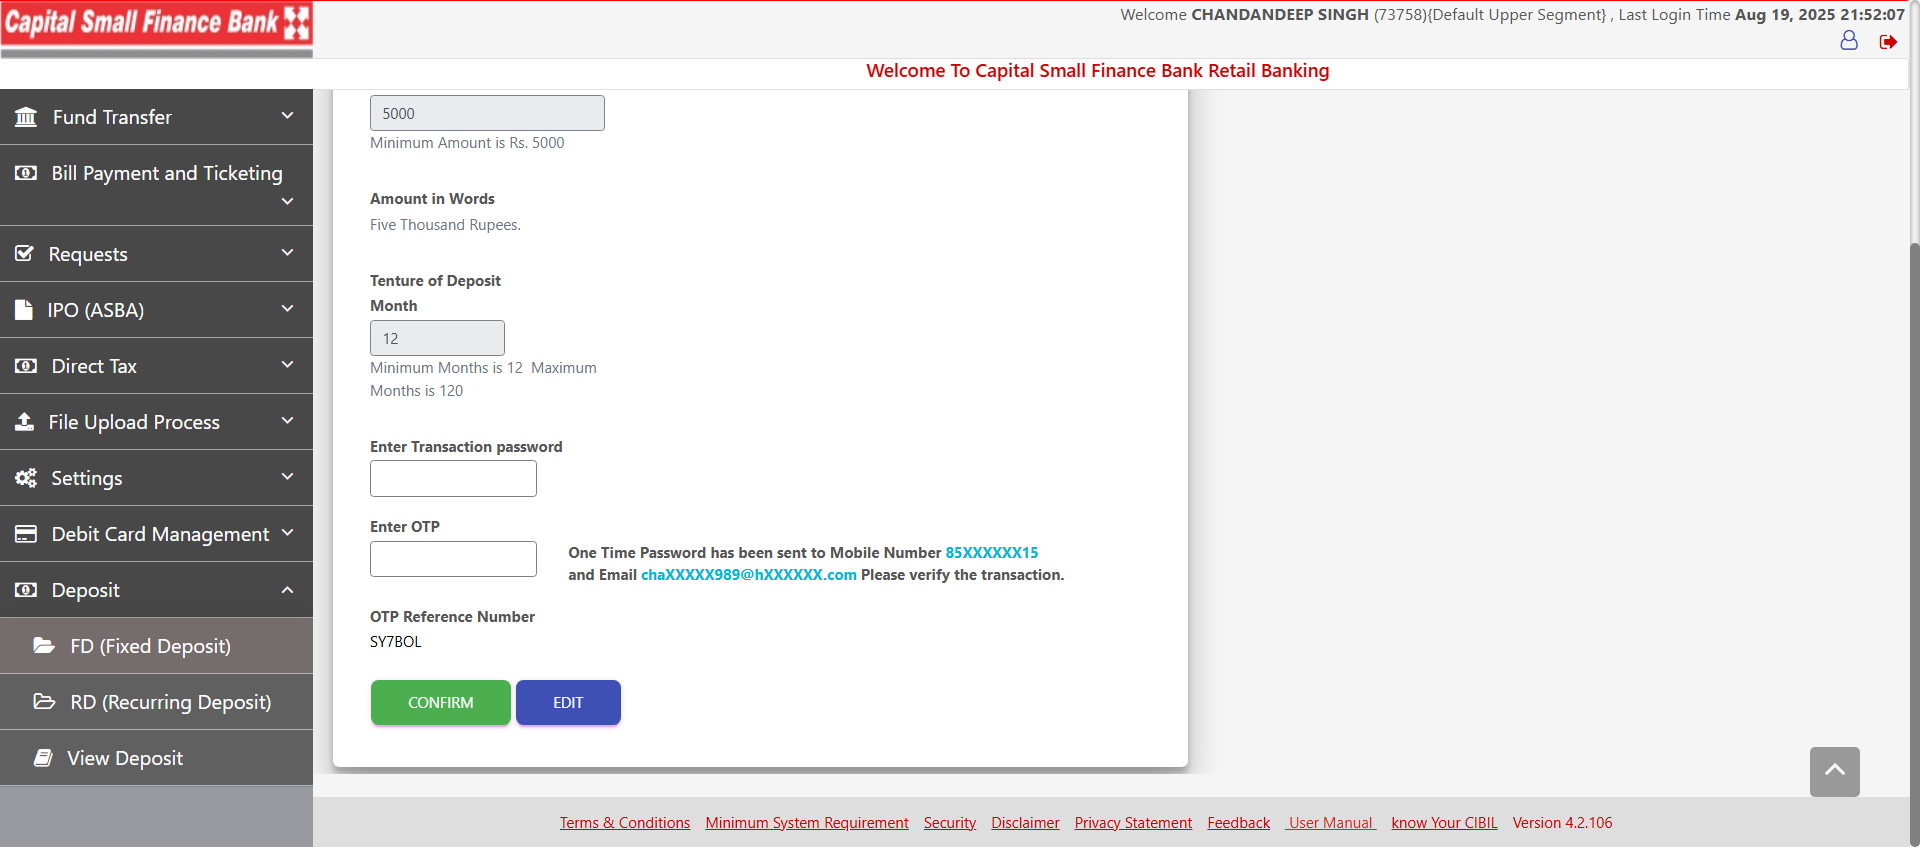 Capital Small Finance Bank
Welcome CHANDANDEEP SINGH (73758){Default Upper Segment} , Last Login Time Aug 19, 2025 21:52:07
Welcome To Capital Small Finance Bank Retail Banking
Fund Transfer
Bill Payment and Ticketing
Requests
IPO (ASBA)
Direct Tax
File Upload Process
Settings
Debit Card Management
Deposit
FD (Fixed Deposit)
RD (Recurring Deposit)
View Deposit
5000
Minimum Amount is Rs. 5000
Amount in Words
Five Thousand Rupees.
Tenture of Deposit
Month
12
Minimum Months is 12 Maximum
Months is 120
Enter Transaction password
Enter OTP
One Time Password has been sent to Mobile Number 85XXXXXX15
and Email chaXXXXX989@hXXXXXX.com Please verify the transaction.
OTP Reference Number
SY7BOL
CONFIRM EDIT
Terms & Conditions Minimum System Requirement Security Disclaimer Privacy Statement Feedback User Manual know Your CIBIL Version 4.2.106